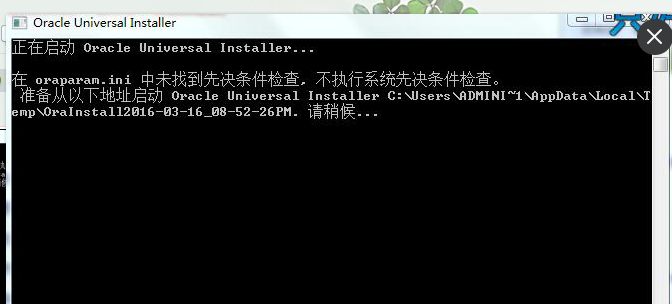 Oracle Universal Installer
正在启动 Oracle Universal Installer...
在 oraparam.ini 中未找到先决条件检查，不执行系统先决条件检查。
准备从以下地址启动 Oracle Universal Installer C:\Users\ADMINI~1\AppData\Local\T
emp\OraInstall2016-03-16_08-52-26PM. 请稍候...